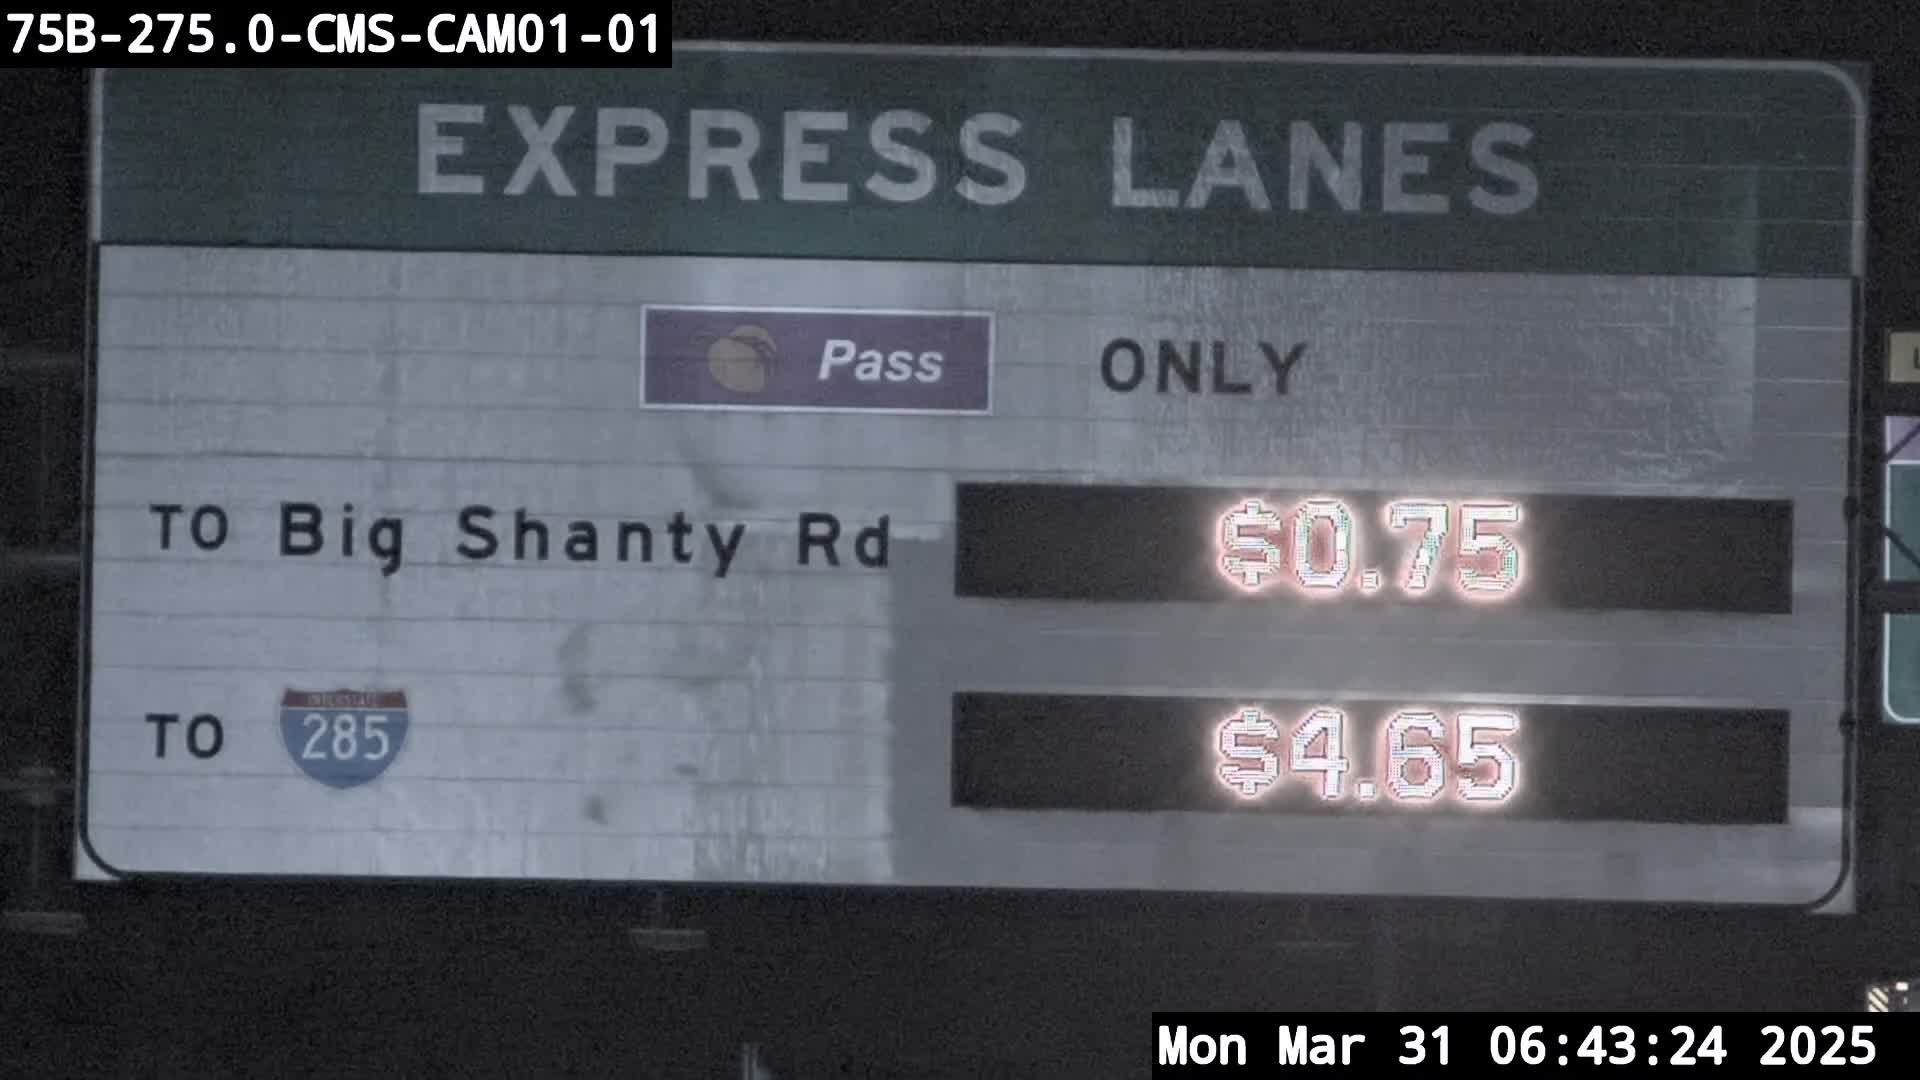 75B-275.0-CMS-CAM01-01
EXPRESS LANES
Pass ONLY
TO Big Shanty Rd $0.75
TO INTERSTATE 285 $4.65
Mon Mar 31 06:43:24 2025